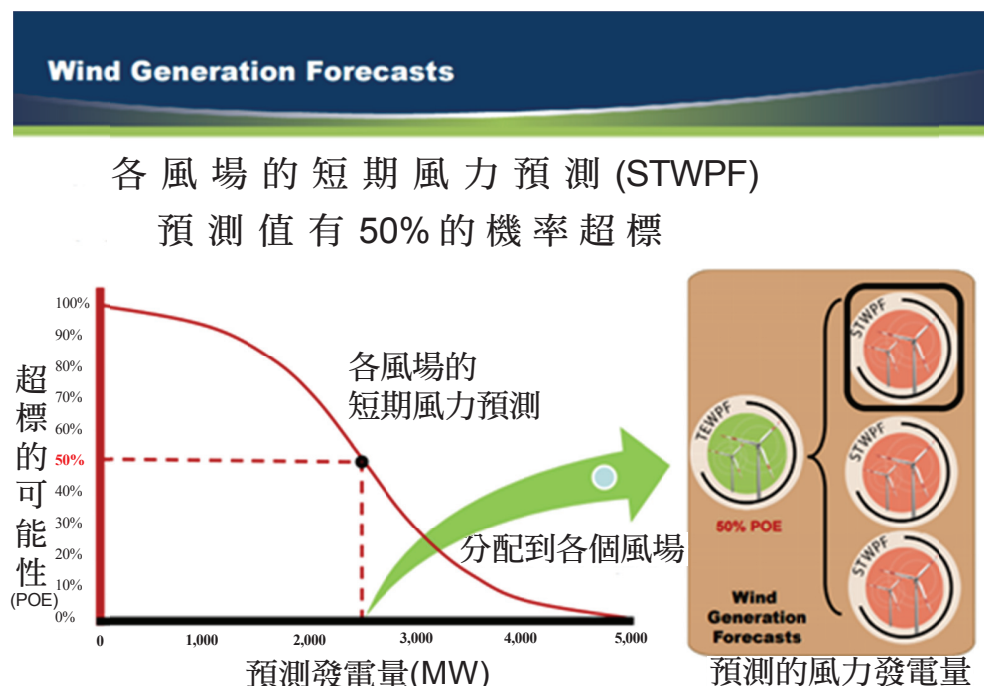 Wind Generation Forecasts
各風場的短期風力預測 (STWPF)
預測值有 50% 的機率超標
超標的可能性
(POE)
100%
90%
80%
70%
60%
50%
40%
30%
20%
10%
0%
各風場的
短期風力預測
分配到各個風場
0
1,000
2,000
3,000
4,000
5,000
預測發電量(MW)
TEWPF
50% POE
STWPF
STWPF
STWPF
Wind
Generation
Forecasts
預測的風力發電量